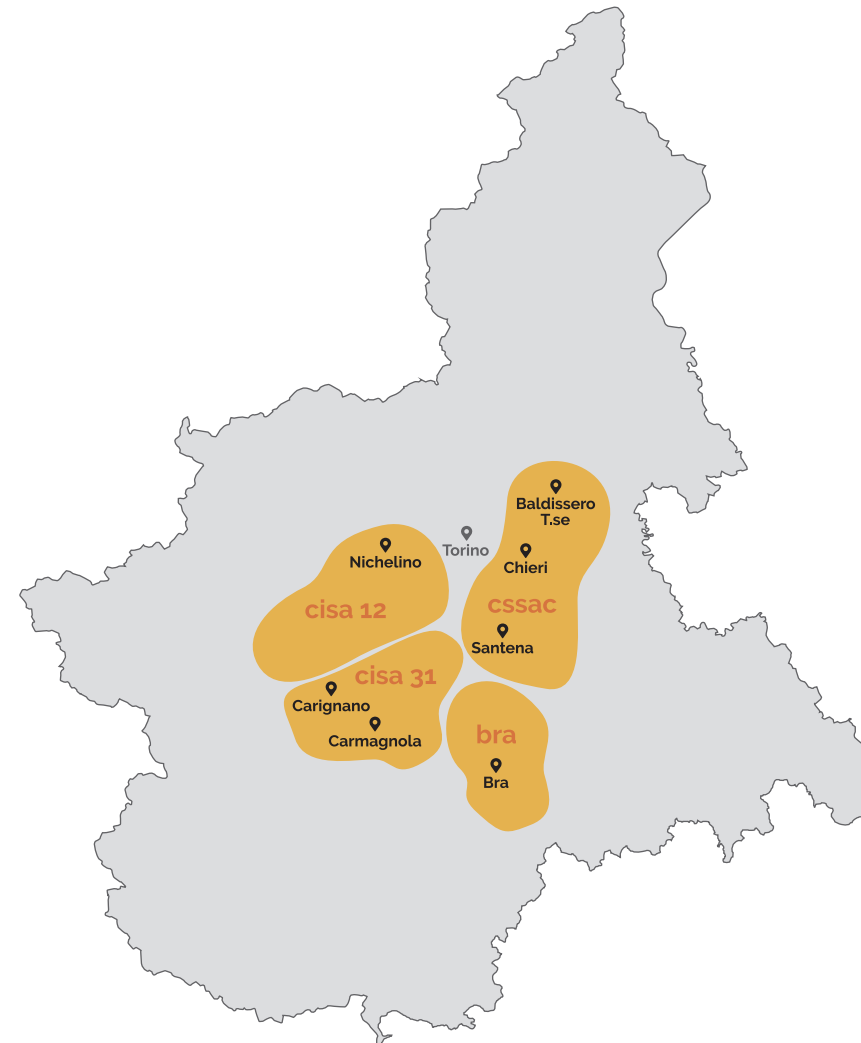 Baldissero
T.se
Torino
Nichelino
Chieri
cisa 12
cssac
Santena
cisa 31
Carignano
Carmagnola
bra
Bra